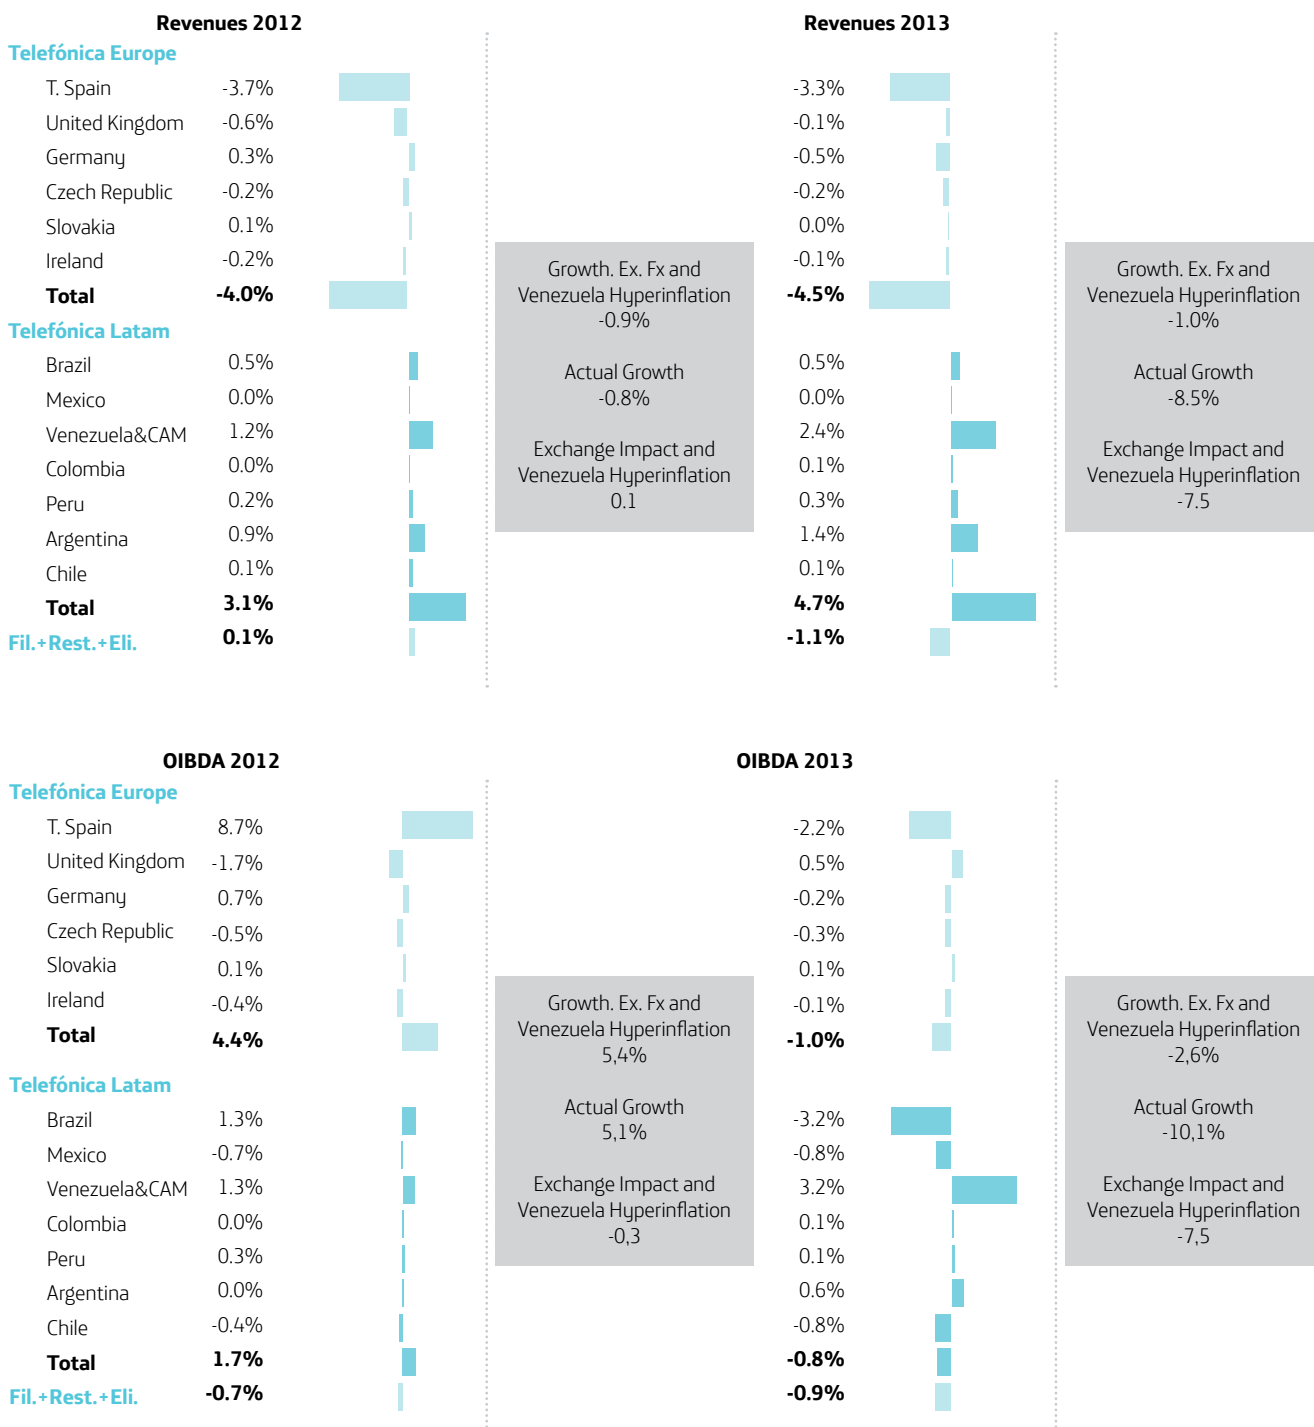 Revenues 2012 Revenues 2013
Telefónica Europe
T. Spain -3.7% -3.3%
United Kingdom -0.6% -0.1%
Germany 0.3% -0.5%
Czech Republic -0.2% -0.2%
Slovakia 0.1% 0.0%
Ireland -0.2% -0.1%
Total -4.0% -4.5%
Growth. Ex. Fx and
Venezuela Hyperinflation
-0.9%
Actual Growth
-0.8%
Exchange Impact and
Venezuela Hyperinflation
0.1
Growth. Ex. Fx and
Venezuela Hyperinflation
-1.0%
Actual Growth
-8.5%
Exchange Impact and
Venezuela Hyperinflation
-7.5
Telefónica Latam
Brazil 0.5% 0.5%
Mexico 0.0% 0.0%
Venezuela&CAM 1.2% 2.4%
Colombia 0.0% 0.1%
Peru 0.2% 0.3%
Argentina 0.9% 1.4%
Chile 0.1% 0.1%
Total 3.1% 4.7%
Fil.+Rest.+Eli. 0.1% -1.1%
OIBDA 2012 OIBDA 2013
Telefónica Europe
T. Spain 8.7% -2.2%
United Kingdom -1.7% 0.5%
Germany 0.7% -0.2%
Czech Republic -0.5% -0.3%
Slovakia 0.1% 0.1%
Ireland -0.4% -0.1%
Total 4.4% -1.0%
Growth. Ex. Fx and
Venezuela Hyperinflation
5,4%
Actual Growth
5,1%
Exchange Impact and
Venezuela Hyperinflation
-0,3
Growth. Ex. Fx and
Venezuela Hyperinflation
-2,6%
Actual Growth
-10,1%
Exchange Impact and
Venezuela Hyperinflation
-7,5
Telefónica Latam
Brazil 1.3% -3.2%
Mexico -0.7% -0.8%
Venezuela&CAM 1.3% 3.2%
Colombia 0.0% 0.1%
Peru 0.3% 0.1%
Argentina 0.0% 0.6%
Chile -0.4% -0.8%
Total 1.7% -0.8%
Fil.+Rest.+Eli. -0.7% -0.9%